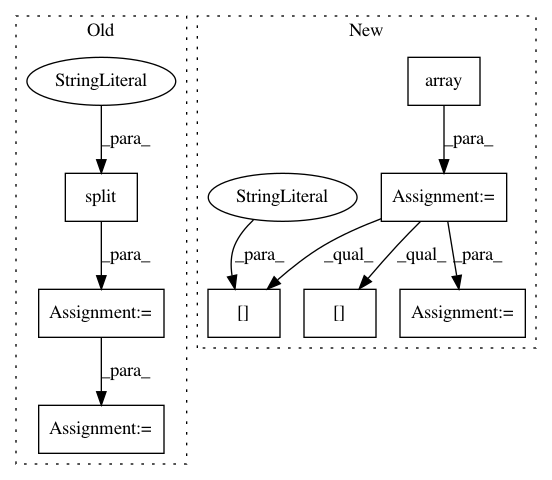 Old
New
StringLiteral
array
_para_
_para_
split
StringLiteral
Assignment:=
_para_
_para_
_qual_
_qual_
_para_
Assignment:=
[]
[]
Assignment:=
_para_
Assignment:=